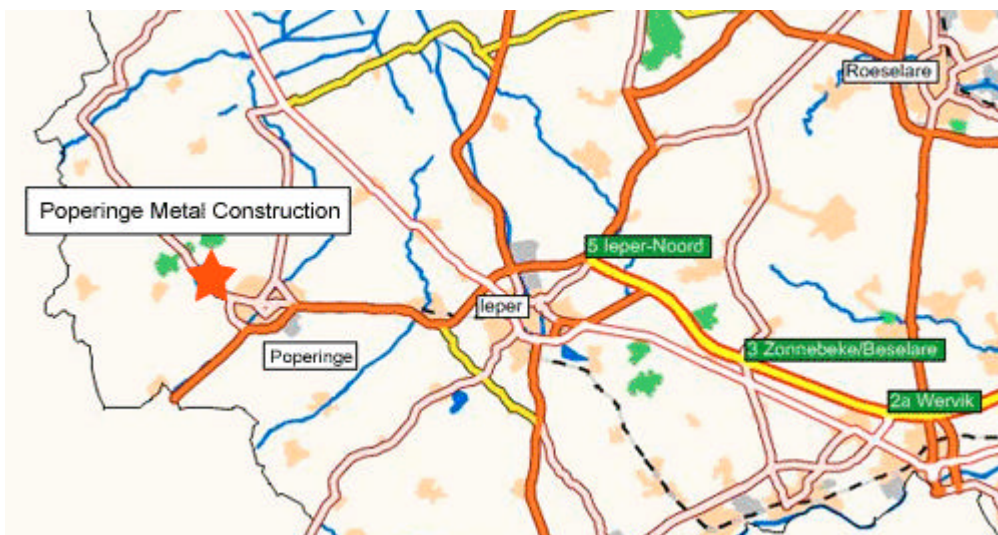 Roeselare
Poperinge Metal Construction
5 Ieper-Noord
Ieper
Poperinge
3 Zonnebeke/Beselare
2a Wervik